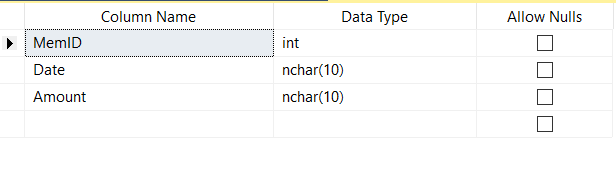 Column Name Data Type Allow Nulls
MemID int
Date nchar(10)
Amount nchar(10)